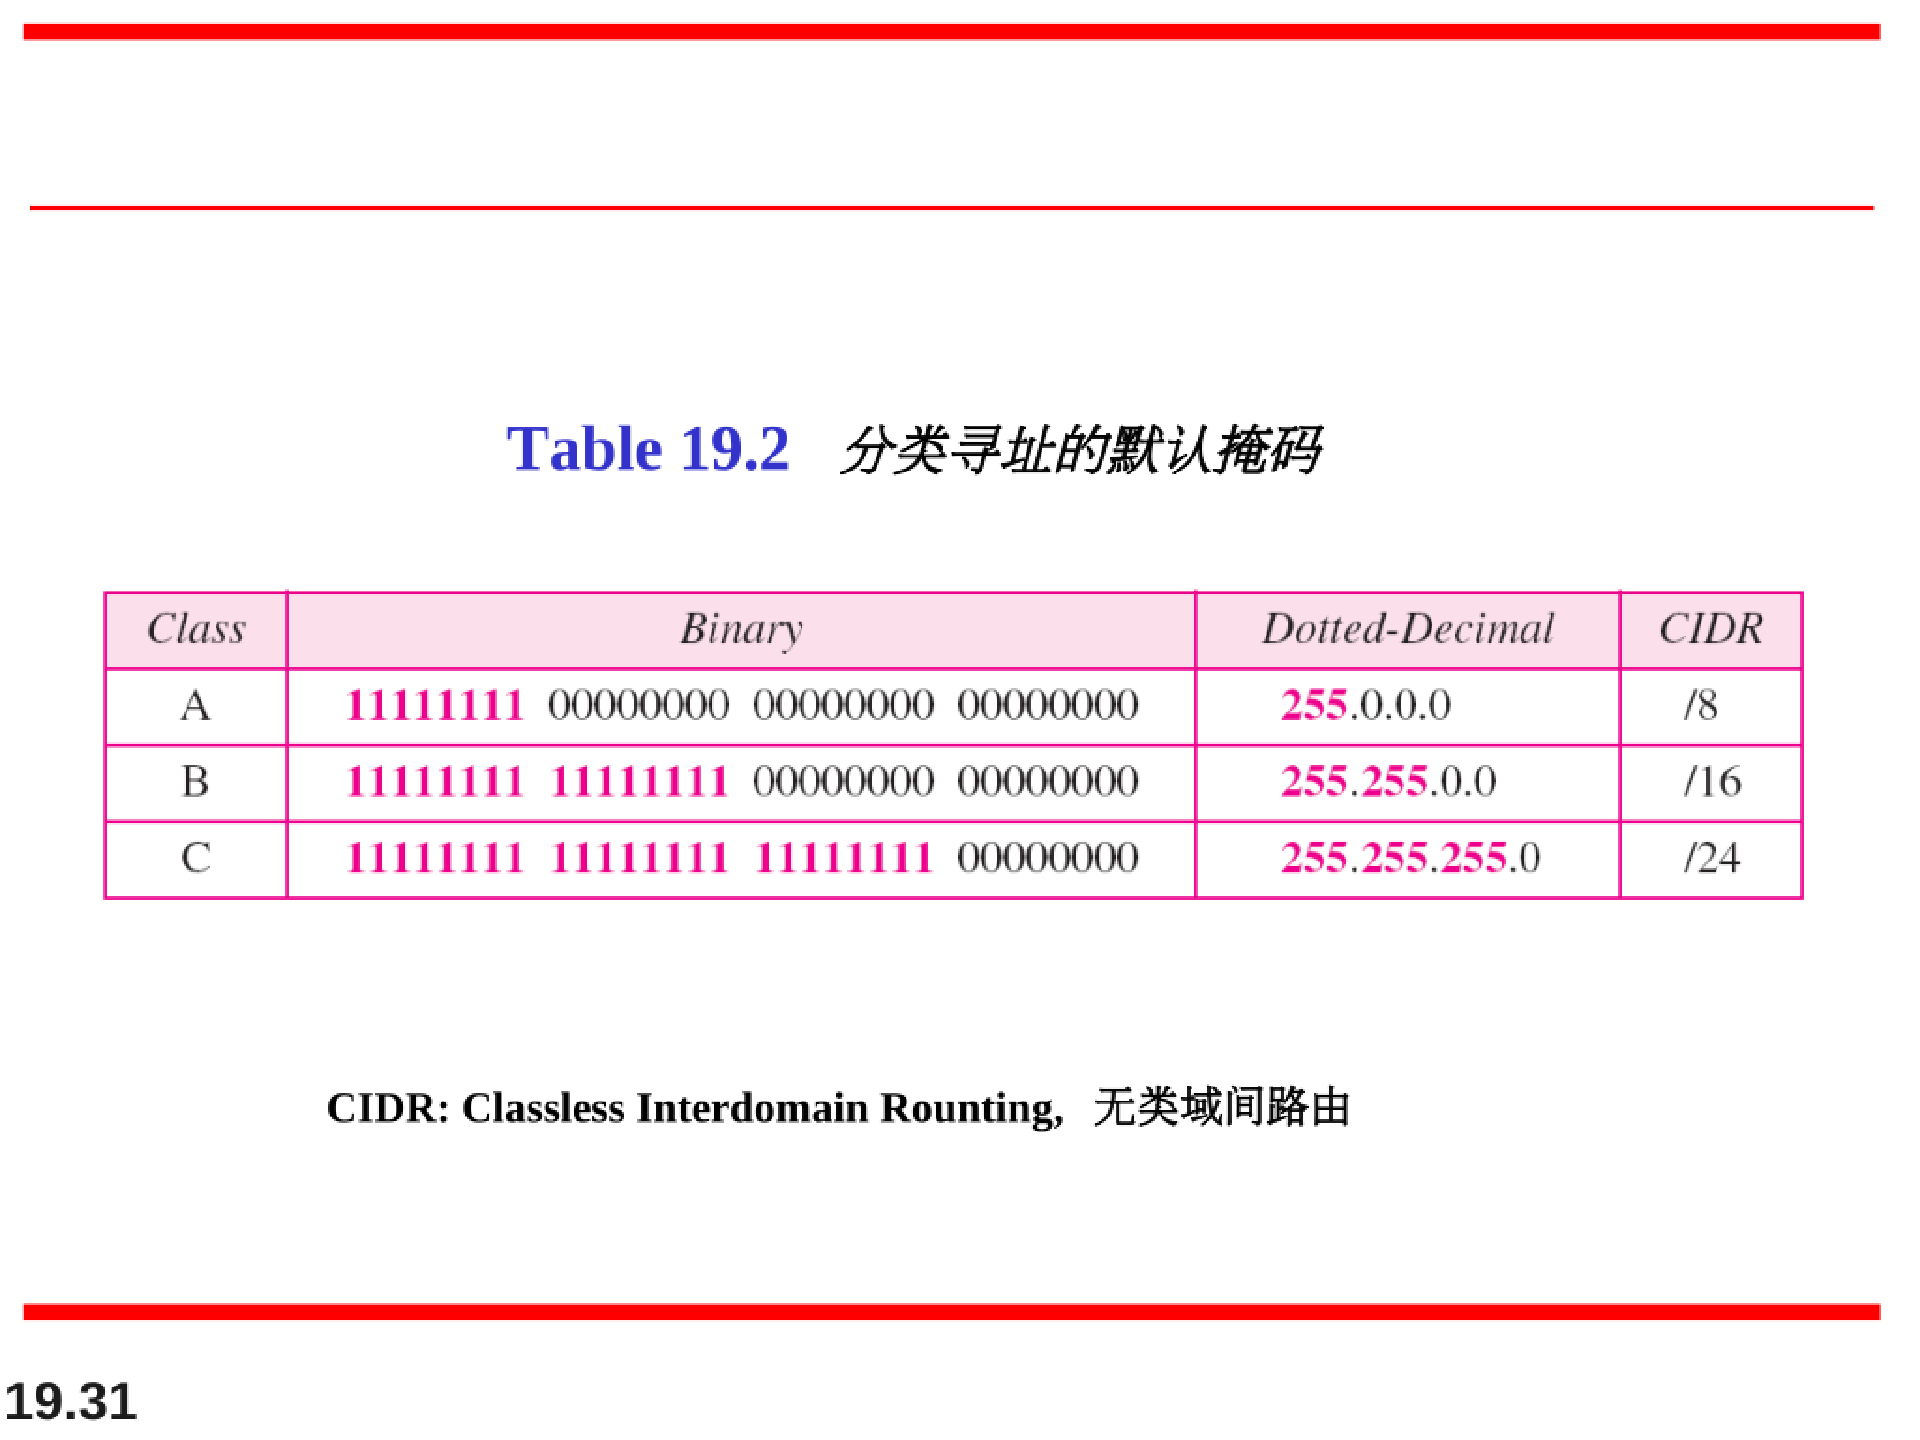 Table 19.2 分类寻址的默认掩码
Class Binary Dotted-Decimal CIDR
A 11111111 00000000 00000000 00000000 255.0.0.0 /8
B 11111111 11111111 00000000 00000000 255.255.0.0 /16
C 11111111 11111111 11111111 00000000 255.255.255.0 /24
CIDR: Classless Interdomain Rounting, 无类域间路由
19.31